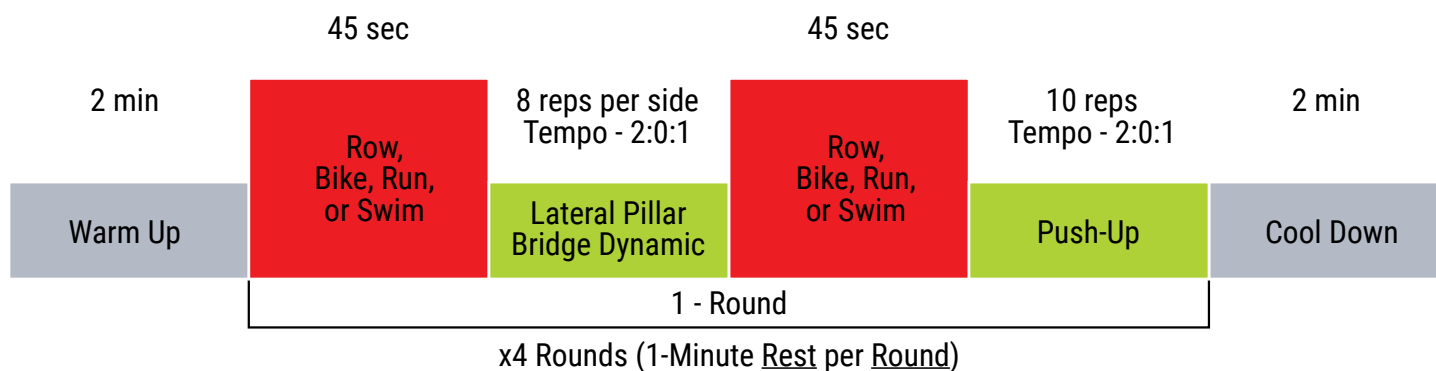 45 sec
45 sec
2 min
8 reps per side
Tempo - 2:0:1
10 reps
Tempo - 2:0:1
2 min
Warm Up
Row,
Bike, Run,
or Swim
Lateral Pillar
Bridge Dynamic
Row,
Bike, Run,
or Swim
Push-Up
Cool Down
1 - Round
x4 Rounds (1-Minute Rest per Round)